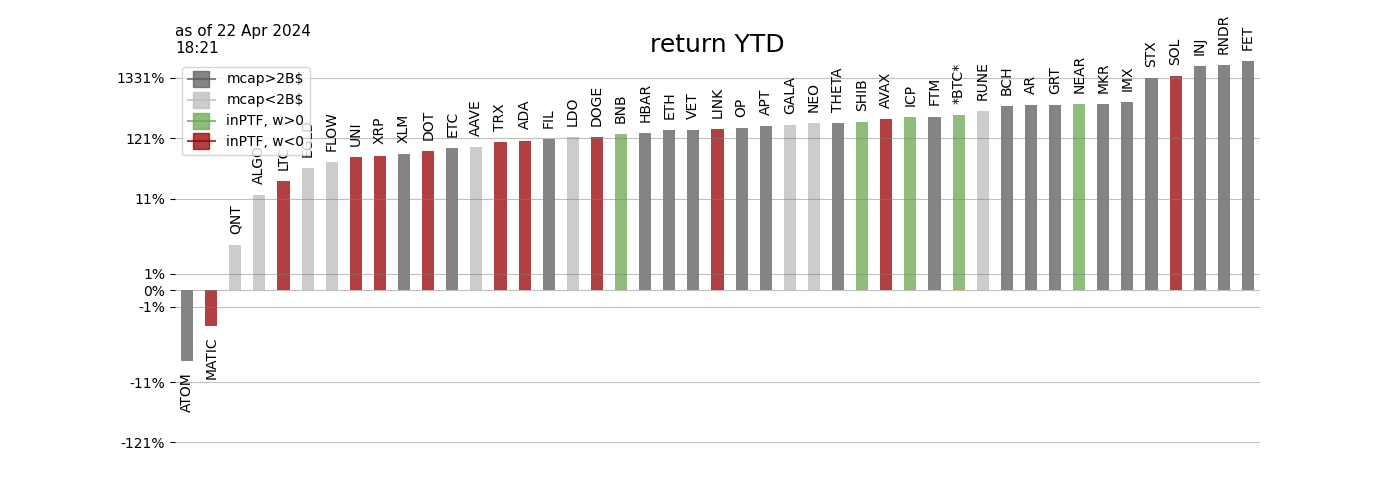 as of 22 Apr 2024
18:21
return YTD
mcap>2B$
mcap<2B$
inPTF, w>0
inPTF, w<0
1331%
121%
11%
1%
0%
-1%
-11%
-121%
ATOM
MATIC
QNT
ALGO
LTC
EGLD
FLOW
UNI
XRP
XLM
DOT
ETC
AAVE
TRX
ADA
FIL
LDO
DOGE
BNB
HBAR
ETH
VET
LINK
OP
APT
GALA
NEO
THETA
SHIB
AVAX
ICP
FTM
*BTC*
RUNE
BCH
AR
GRT
NEAR
MKR
IMX
STX
SOL
INJ
RNDR
FET